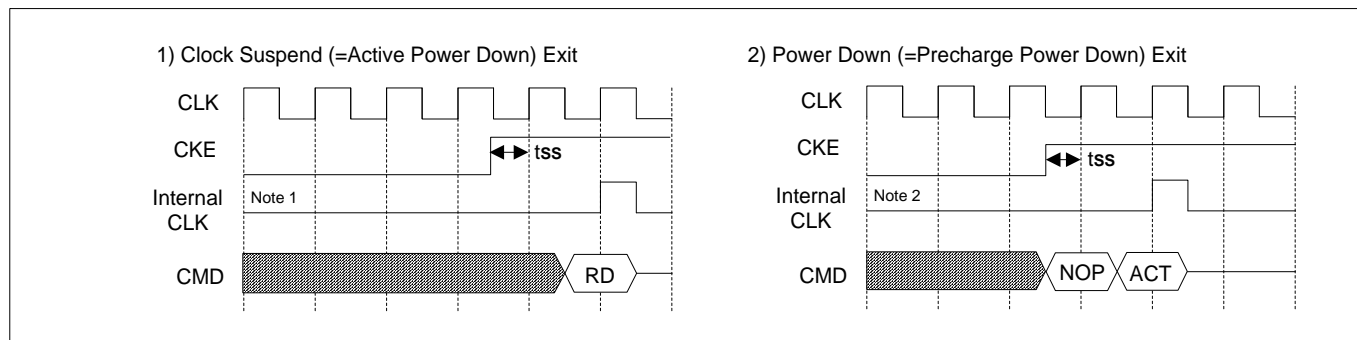 1) Clock Suspend (=Active Power Down) Exit
CLK
CKE
tss
Internal
CLK
Note 1
CMD
RD
2) Power Down (=Precharge Power Down) Exit
CLK
CKE
tss
Internal
CLK
Note 2
CMD
NOP
ACT